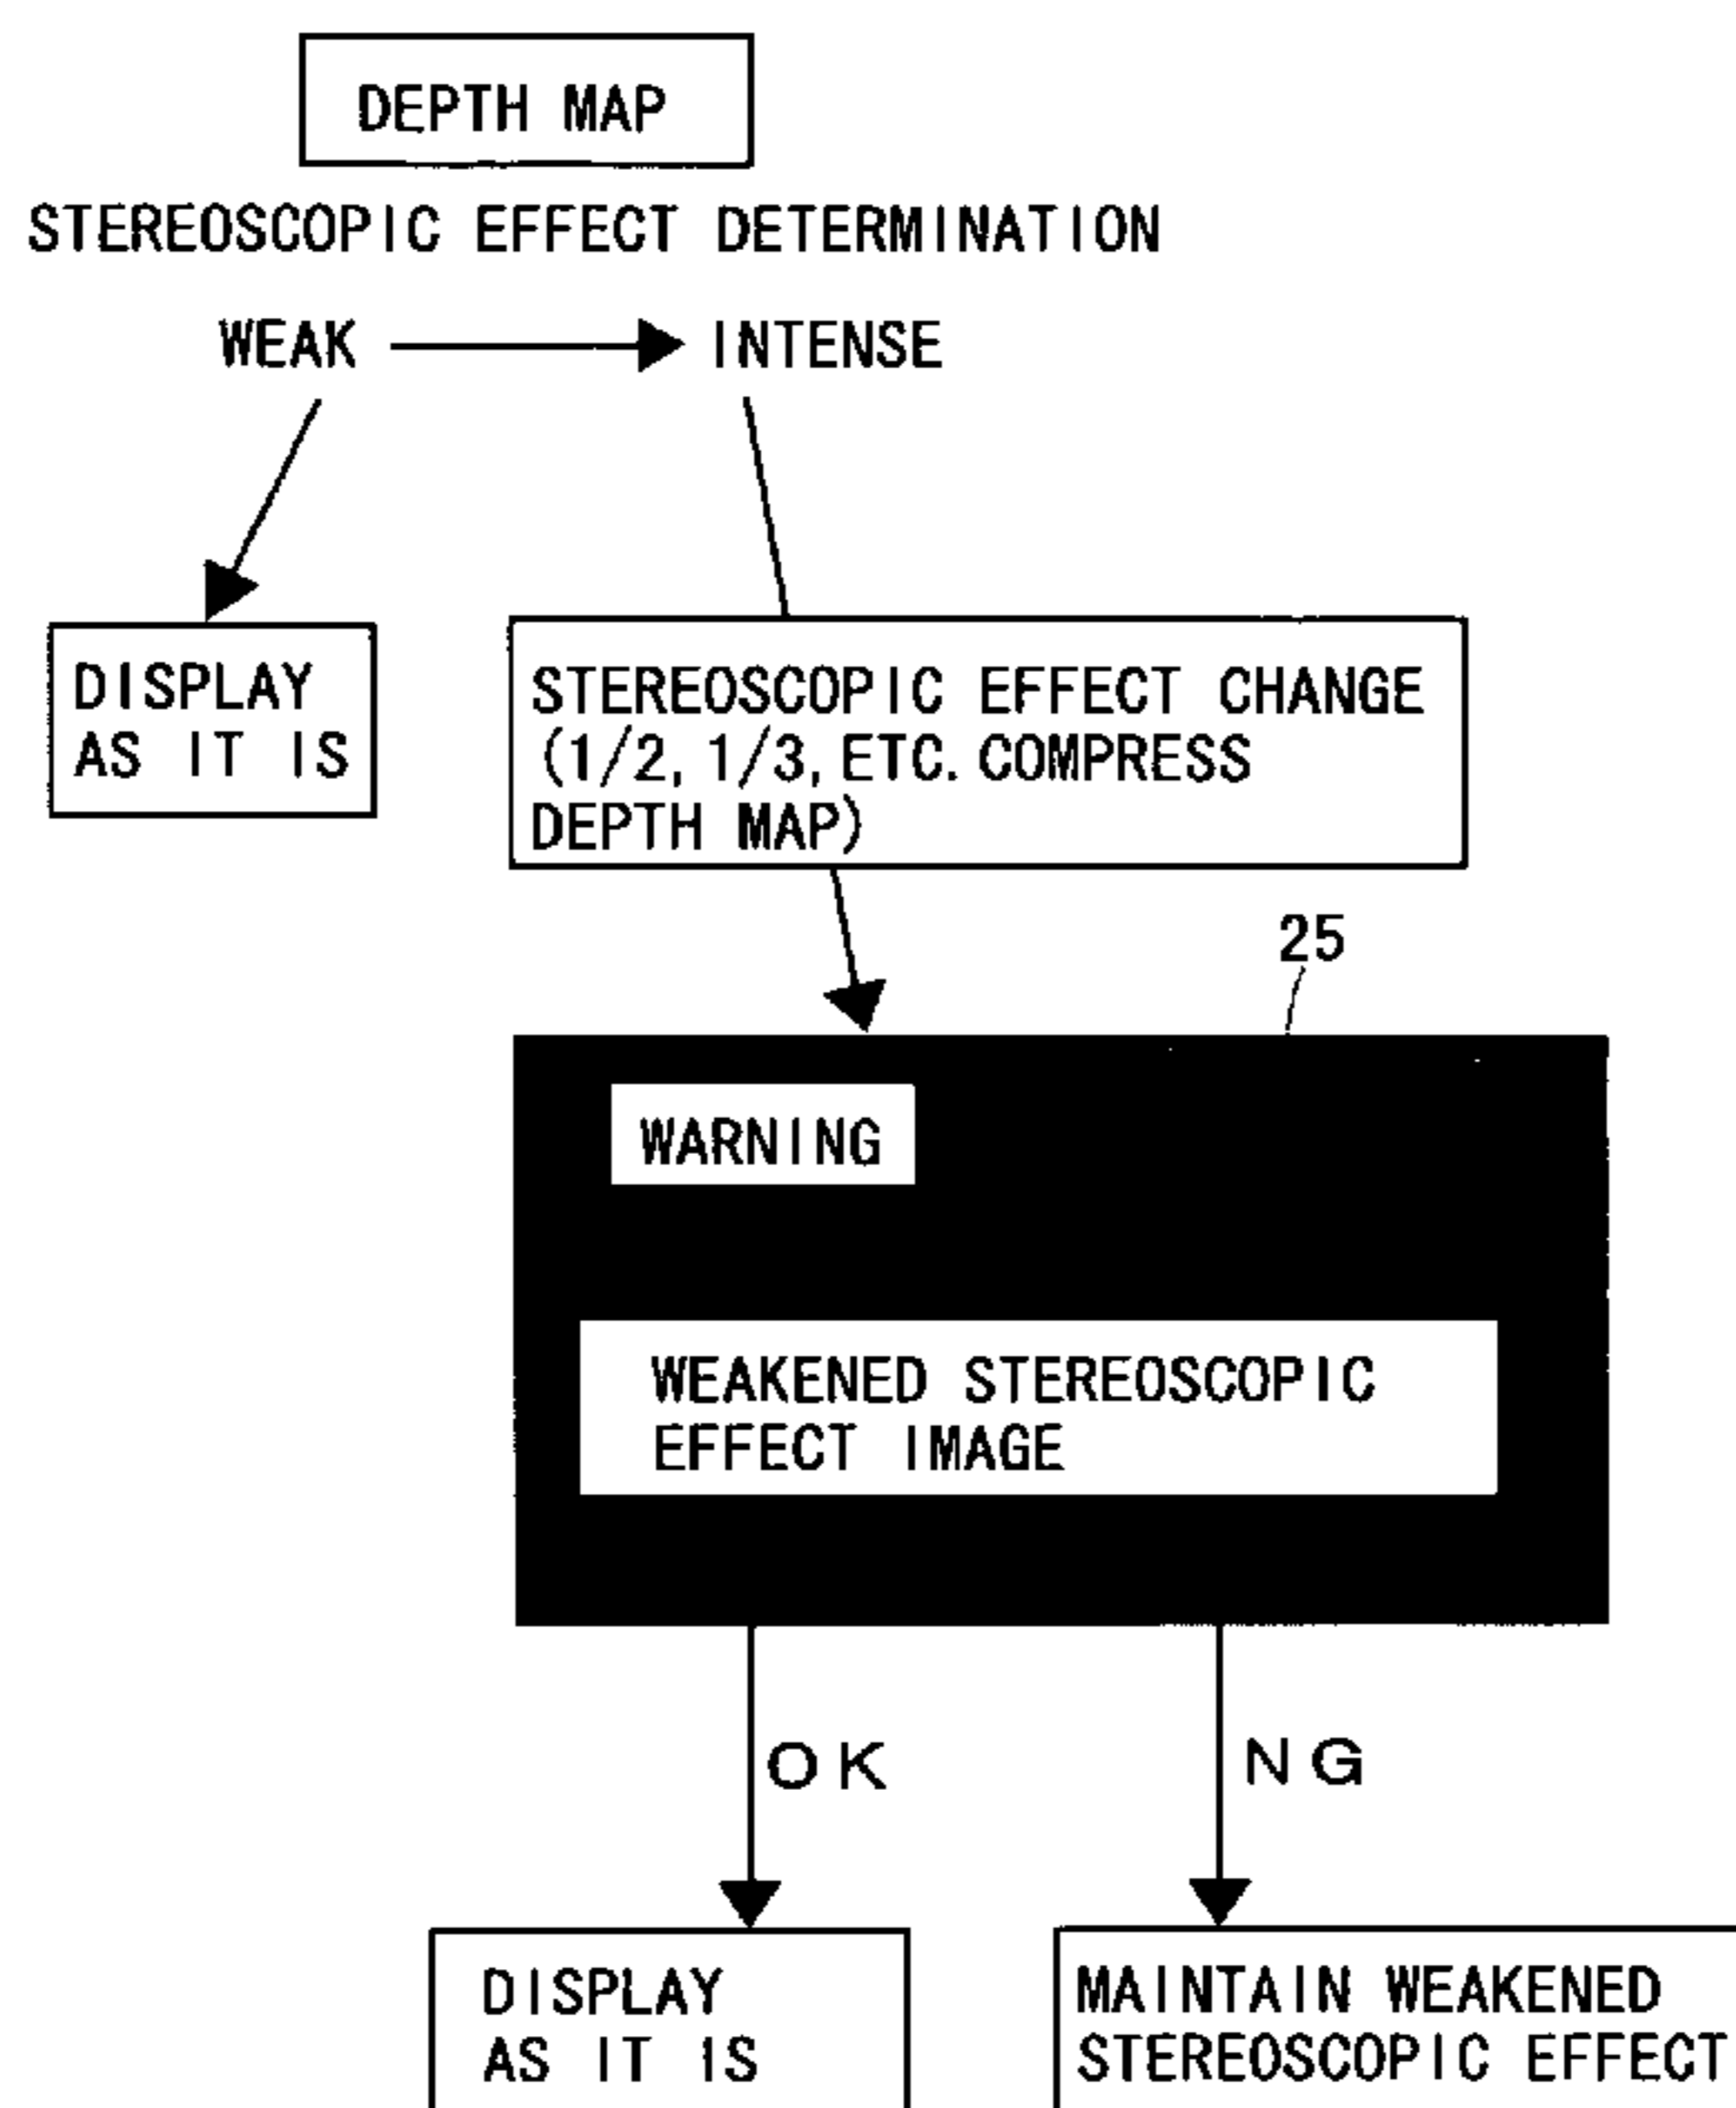 DEPTH MAP
STEREOSCOPIC EFFECT DETERMINATION
WEAK INTENSE
DISPLAY
AS IT IS
STEREOSCOPIC EFFECT CHANGE
(1/2, 1/3, ETC. COMPRESS
DEPTH MAP)
25
WARNING
WEAKENED STEREOSCOPIC
EFFECT IMAGE
OK
NG
DISPLAY
AS IT IS
MAINTAIN WEAKENED
STEREOSCOPIC EFFECT